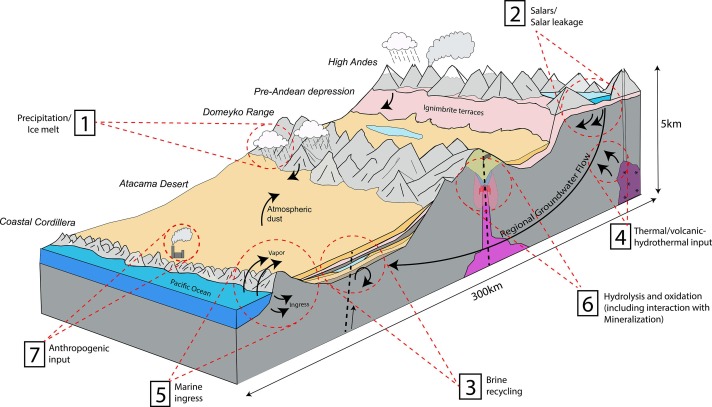 2
Salars/
Salar leakage
High Andes
Pre-Andean depression
Ignimbrite terraces
5km
Precipitation/
Ice melt
1
Domeyko Range
Atacama Desert
Atmospheric
dust
Regional Groundwater Flow
4
Thermal/volcanic-
hydrothermal input
Coastal Cordillera
Vapor
Pacific Ocean
Ingress
300km
6
Hydrolysis and oxidation
(including interaction with
Mineralization)
7
Anthropogenic
input
5
Marine
ingress
3
Brine
recycling